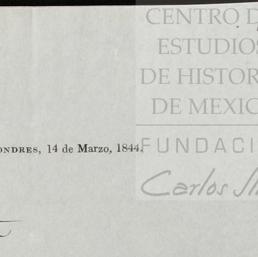 CENTRO D
ESTUDIOS
DE HISTOR
DE MEXIC
ONDRES, 14 de Marzo, 1844.
FUNDACI
Carlos Sl